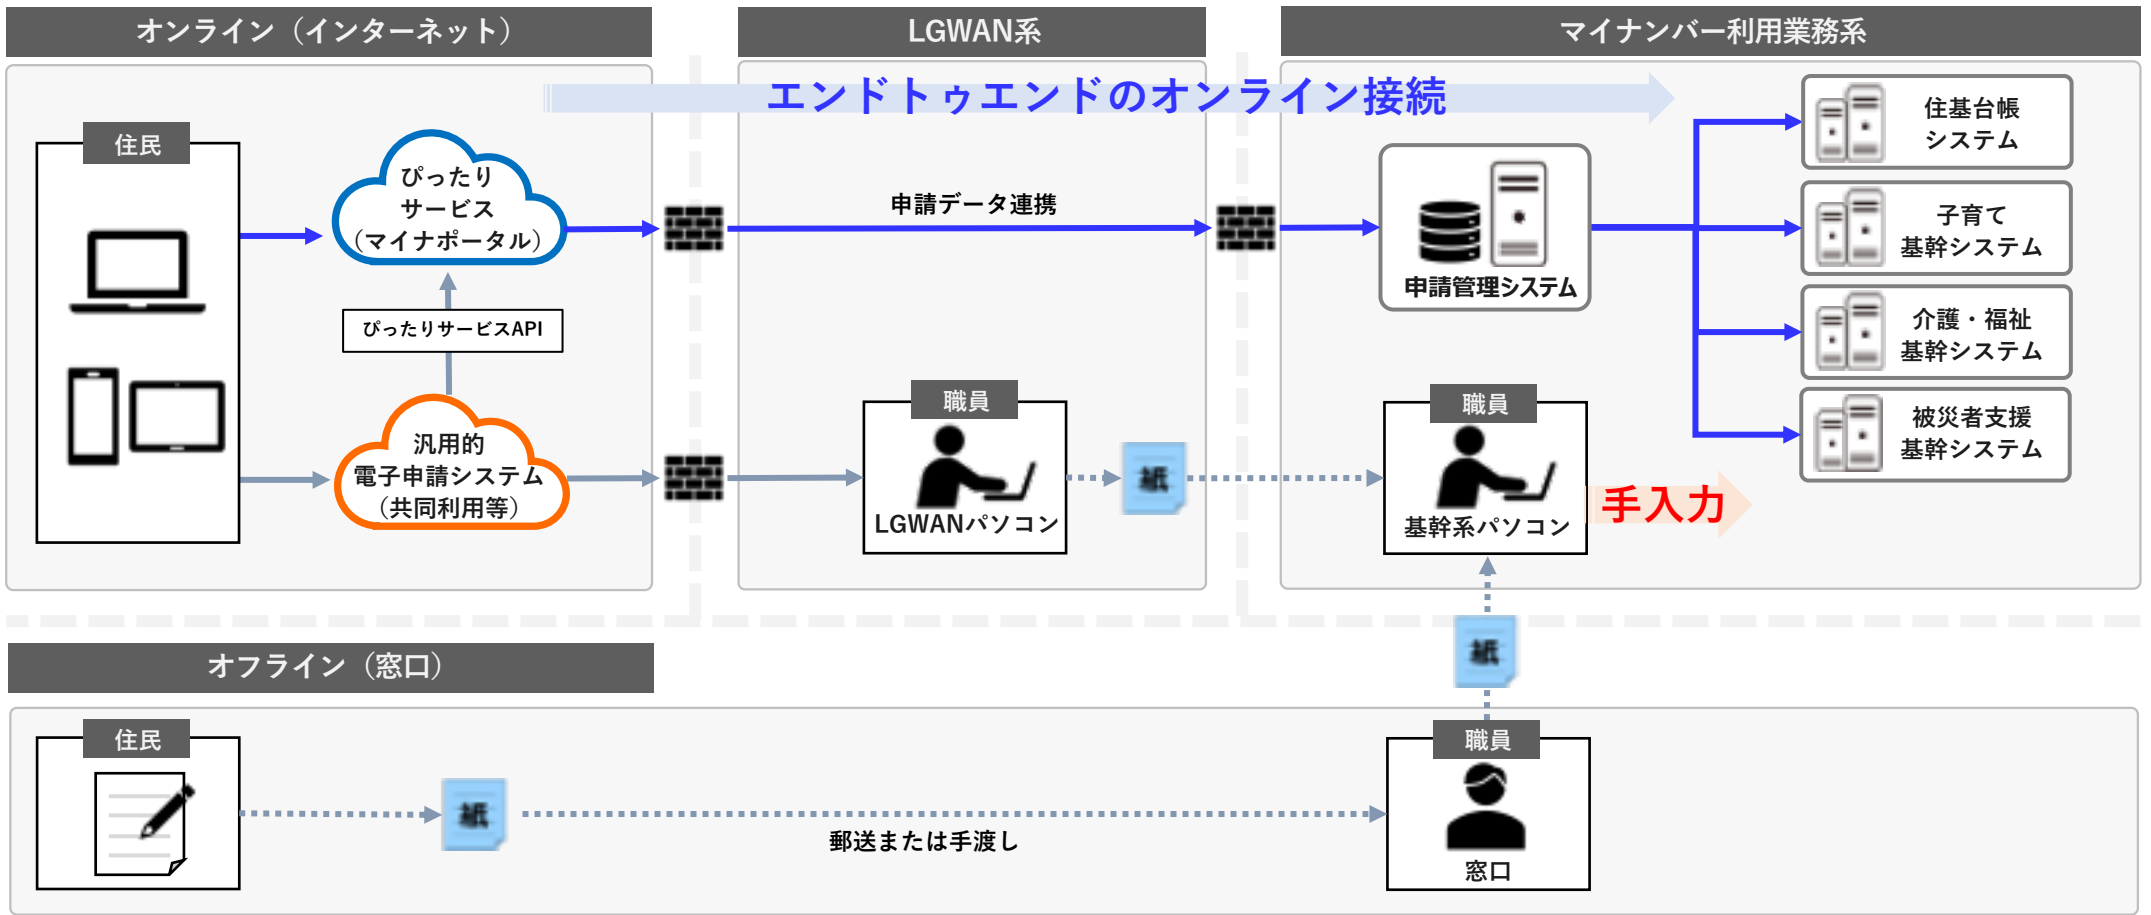 オンライン（インターネット）
LGWAN系
マイナンバー利用業務系
エンドトゥエンドのオンライン接続
住民
ぴったり
サービス
（マイナポータル）
ぴったりサービスAPI
汎用的
電子申請システム
（共同利用等）
申請データ連携
職員
LGWANパソコン
紙
申請管理システム
職員
基幹系パソコン
手入力
住基台帳
システム
子育て
基幹システム
介護・福祉
基幹システム
被災者支援
基幹システム
紙
オフライン（窓口）
住民
紙
郵送または手渡し
職員
窓口